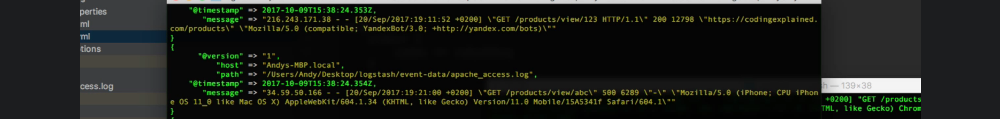 perties
ml
ml
tions
cess.log
"@timestamp" => 2017-10-09T15:38:24.353Z,
"message" => "216.243.171.38 - - [20/Sep/2017:19:11:52 +0200] \"GET /products/view/123 HTTP/1.1\" 200 12798 \"https://codingexplained.
com/products\" \"Mozilla/5.0 (compatible; YandexBot/3.0; +http://yandex.com/bots)\""
}
{
"@version" => "1",
"host" => "Andys-MBP.local",
"path" => "/Users/Andy/Desktop/logstash/event-data/apache_access.log",
"@timestamp" => 2017-10-09T15:38:24.354Z,
"message" => "34.59.50.166 - - [20/Sep/2017:19:21:00 +0200] \"GET /products/view/abc\" 500 6289 \"-\" \"Mozilla/5.0 (iPhone; CPU iPhon
e OS 11_0 like Mac OS X) AppleWebKit/604.1.34 (KHTML, like Gecko) Version/11.0 Mobile/15A5341f Safari/604.1\""
}
h — 139×38
+0200] "GET /products
TML, like Gecko) Chrom